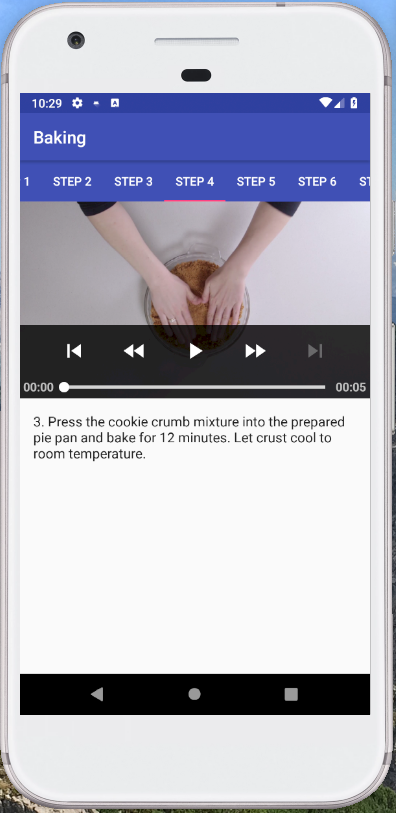 10:29
Baking
1 STEP 2 STEP 3 STEP 4 STEP 5 STEP 6 ST
00:00 00:05
3. Press the cookie crumb mixture into the prepared
pie pan and bake for 12 minutes. Let crust cool to
room temperature.